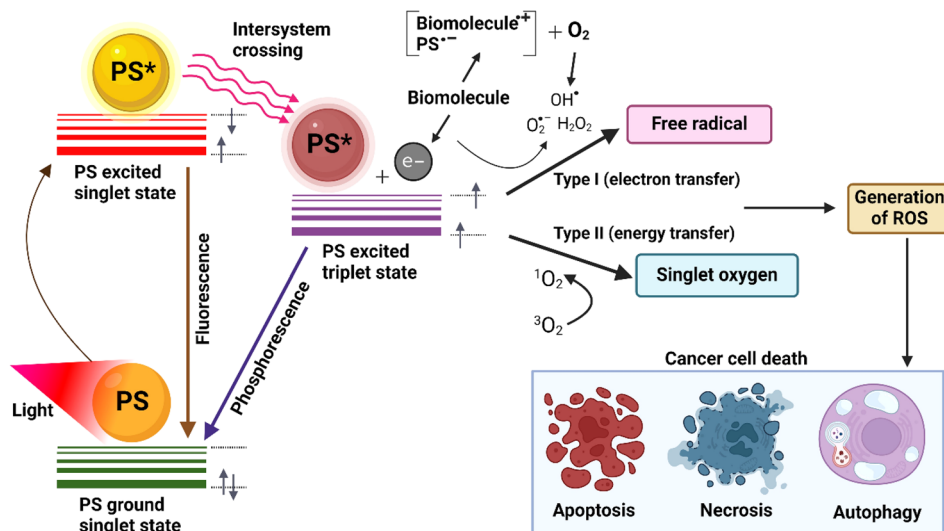 Intersystem
crossing
PS*
PS excited
singlet state
PS*
+
e−
PS excited
triplet state
[Biomolecule•+
PS•−] + O₂
Biomolecule
OH•
O₂•− H₂O₂
Free radical
Type I (electron transfer)
Type II (energy transfer)
Singlet oxygen
¹O₂
³O₂
Generation
of ROS
Fluorescence
Phosphorescence
Light
PS
PS ground
singlet state
Cancer cell death
Apoptosis
Necrosis
Autophagy